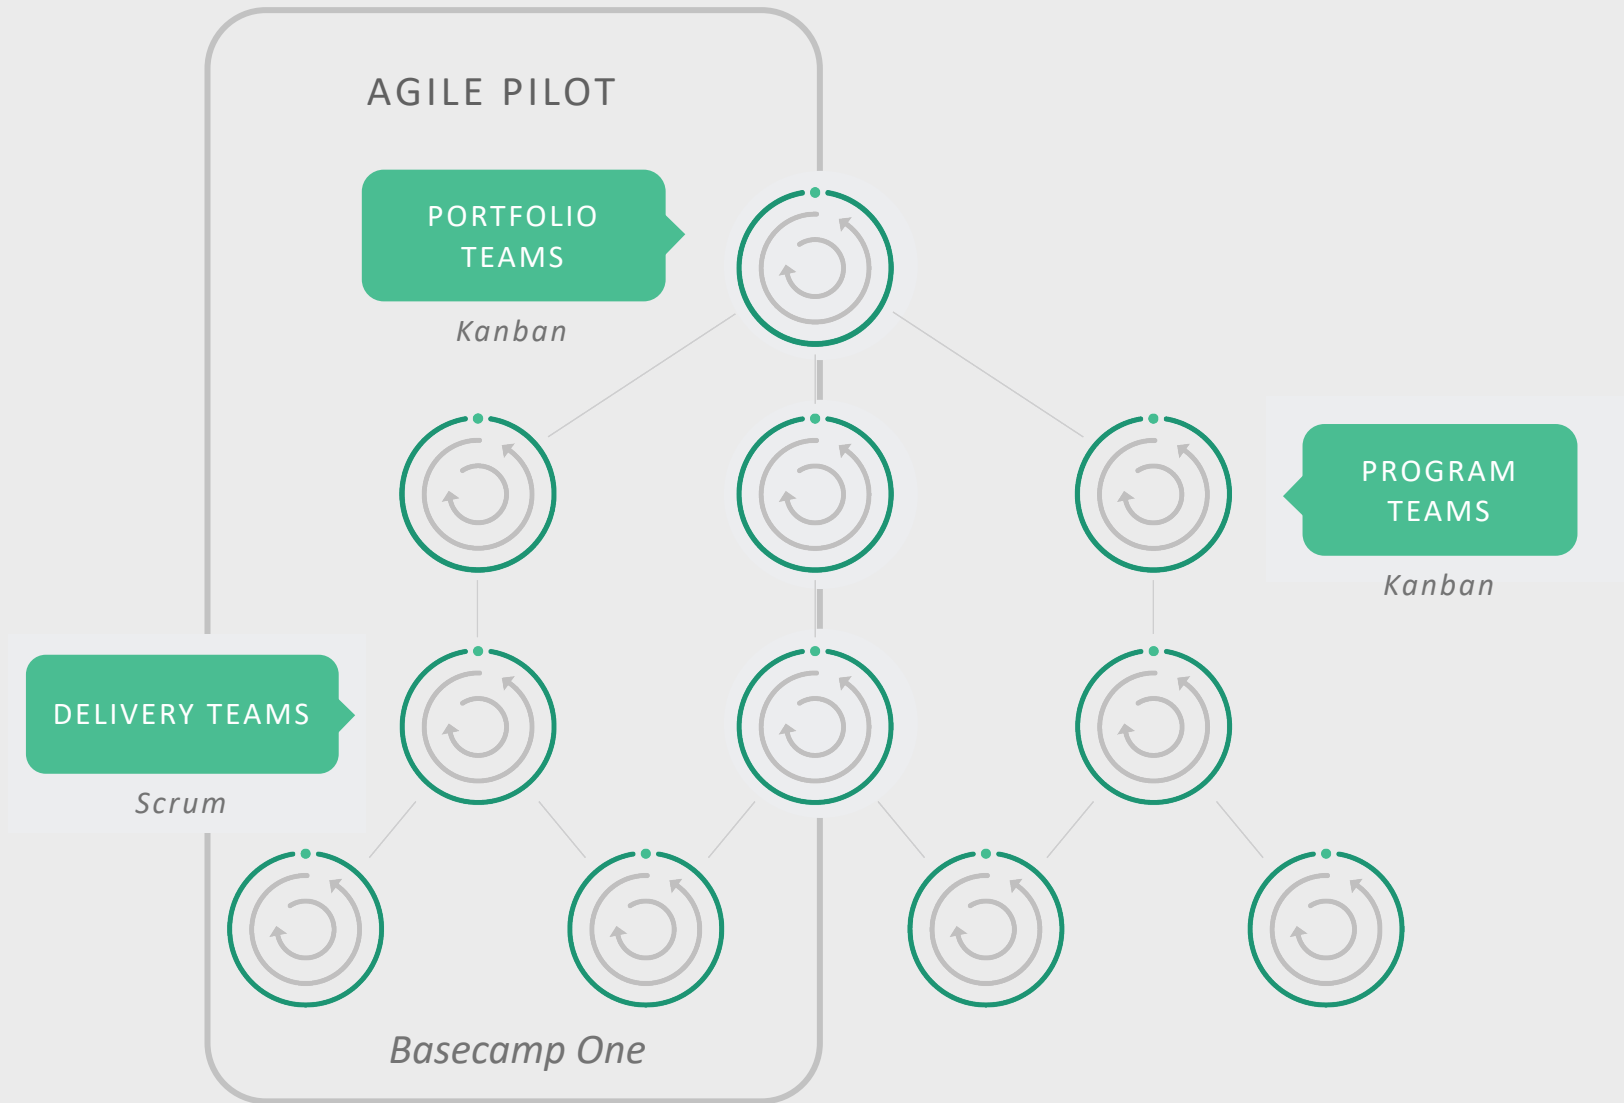 AGILE PILOT
PORTFOLIO
TEAMS
Kanban
PROGRAM
TEAMS
Kanban
DELIVERY TEAMS
Scrum
Basecamp One